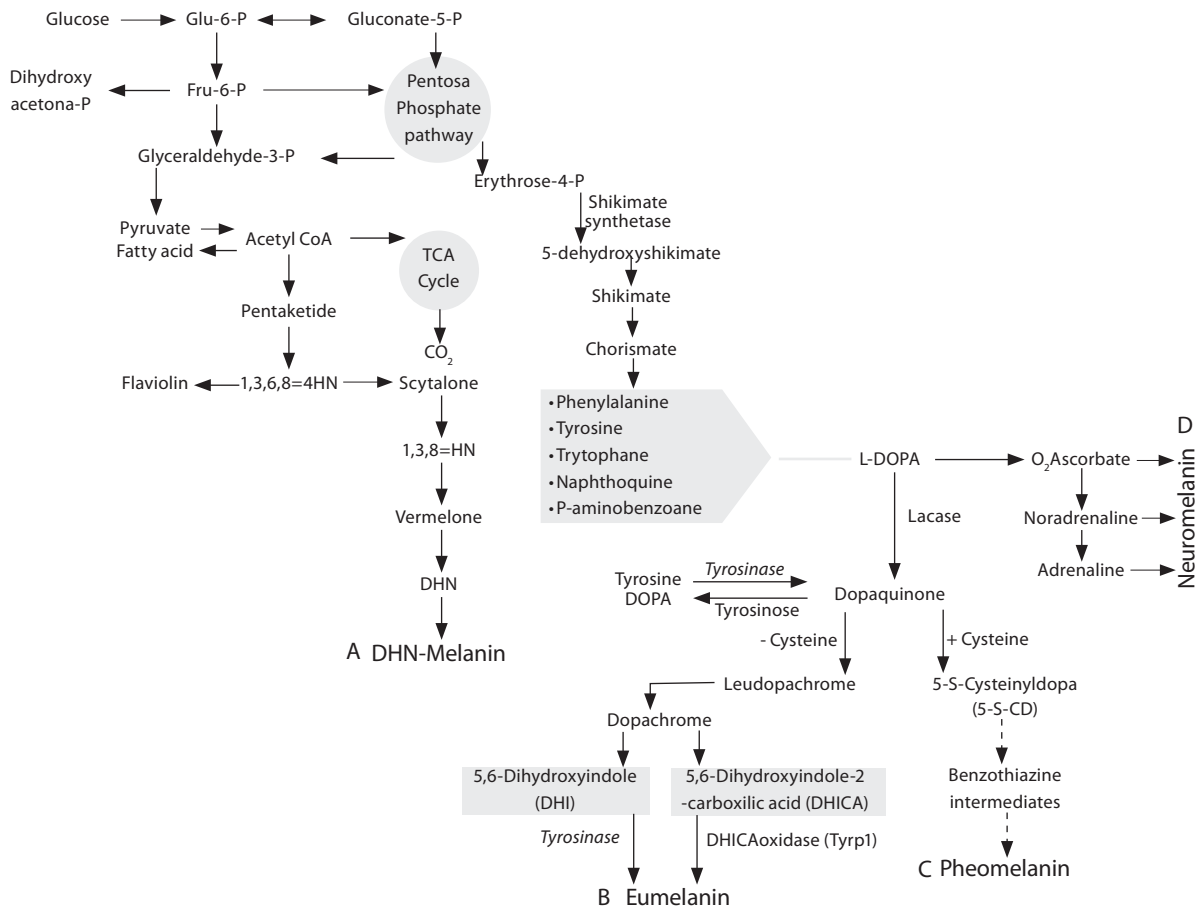 Glucose
Glu-6-P
Gluconate-5-P
Dihydroxy
acetona-P
Fru-6-P
Pentosa
Phosphate
pathway
Glyceraldehyde-3-P
Erythrose-4-P
Shikimate
synthetase
Pyruvate
Fatty acid
Acetyl CoA
TCA
Cycle
5-dehydroxyshikimate
Shikimate
Pentaketide
Chorismate
CO2
Flaviolin
1,3,6,8=4HN
Scytalone
• Phenylalanine
• Tyrosine
• Trytophane
• Naphthoquine
• P-aminobenzoane
1,3,8=HN
Vermelone
DHN
A DHN-Melanin
L-DOPA
O2Ascorbate
Lacase
Noradrenaline
Adrenaline
D
Neuromelanin
Tyrosine
DOPA
Tyrosinase
Tyrosinose
Dopaquinone
- Cysteine
+ Cysteine
Leudopachrome
5-S-Cysteinyldopa
(5-S-CD)
Dopachrome
5,6-Dihydroxyindole
(DHI)
5,6-Dihydroxyindole-2
-carboxilic acid (DHICA)
Benzothiazine
intermediates
Tyrosinase
DHICAoxidase (Tyrp1)
B Eumelanin
C Pheomelanin